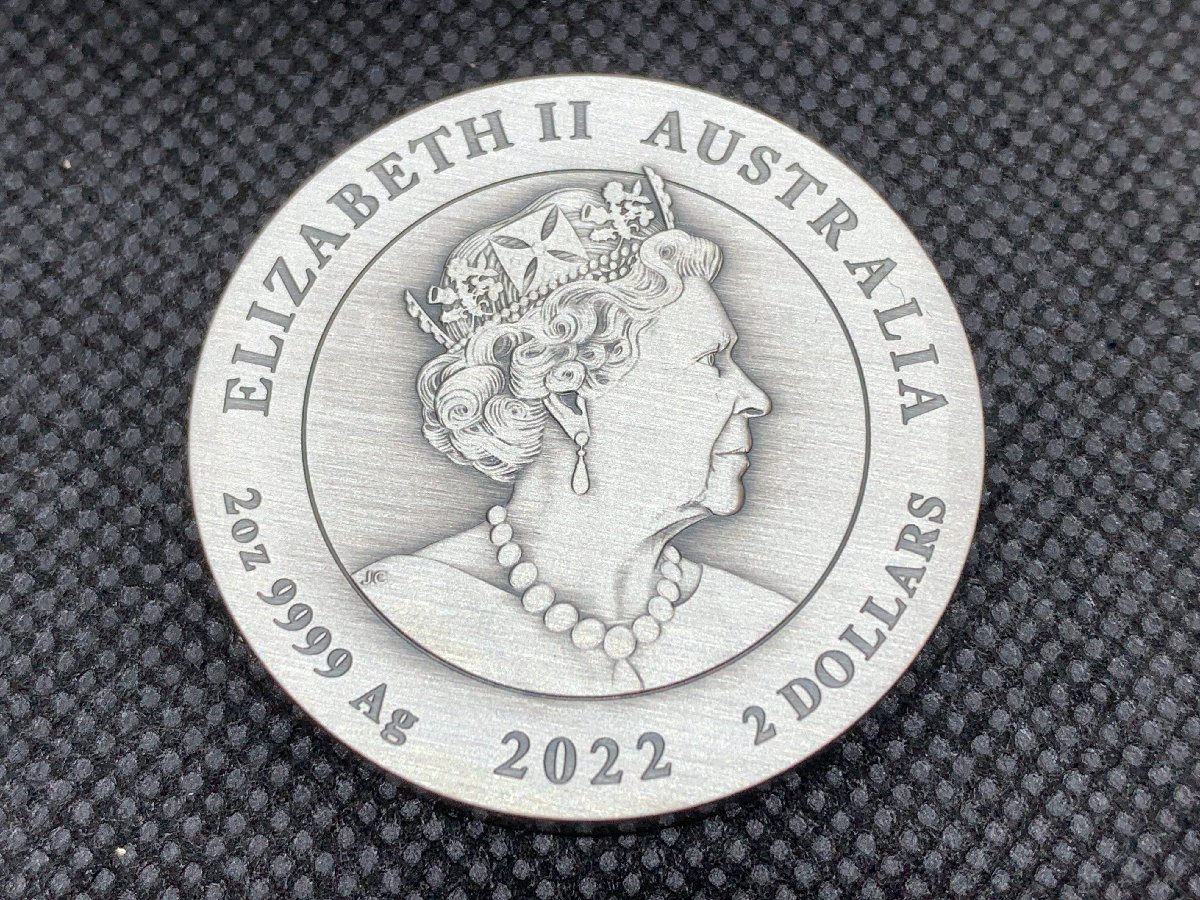 ELIZABETH II AUSTRALIA
2oz 9999 Ag
2022
2 DOLLARS
JC